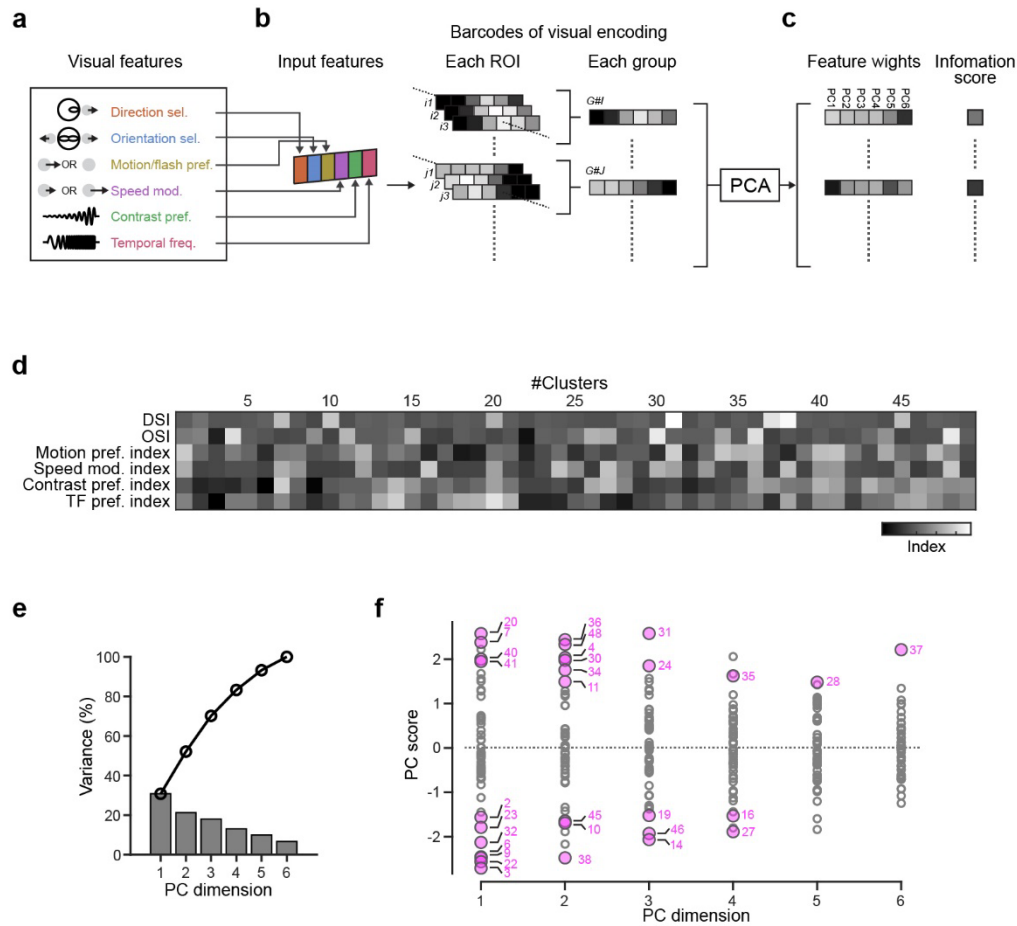 a
Visual features
Direction sel.
Orientation sel.
OR
Motion/flash pref.
OR
Speed mod.
Contrast pref.
Temporal freq.
b
Barcodes of visual encoding
Input features
Each ROI
Each group
i1
i2
i3
G#I
j1
j2
j3
G#J
PCA
c
Feature wights
Infomation
score
PC1
PC2
PC3
PC4
PC5
PC6
d
#Clusters
5 10 15 20 25 30 35 40 45
DSI
OSI
Motion pref. index
Speed mod. index
Contrast pref. index
TF pref. index
Index
e
Variance (%)
100
80
60
40
20
0
1 2 3 4 5 6
PC dimension
f
PC score
2
1
0
-1
-2
20
7
40
41
2
23
32
6
9
22
3
36
48
4
30
34
11
45
10
38
31
24
19
46
14
35
16
27
28
37
1 2 3 4 5 6
PC dimension